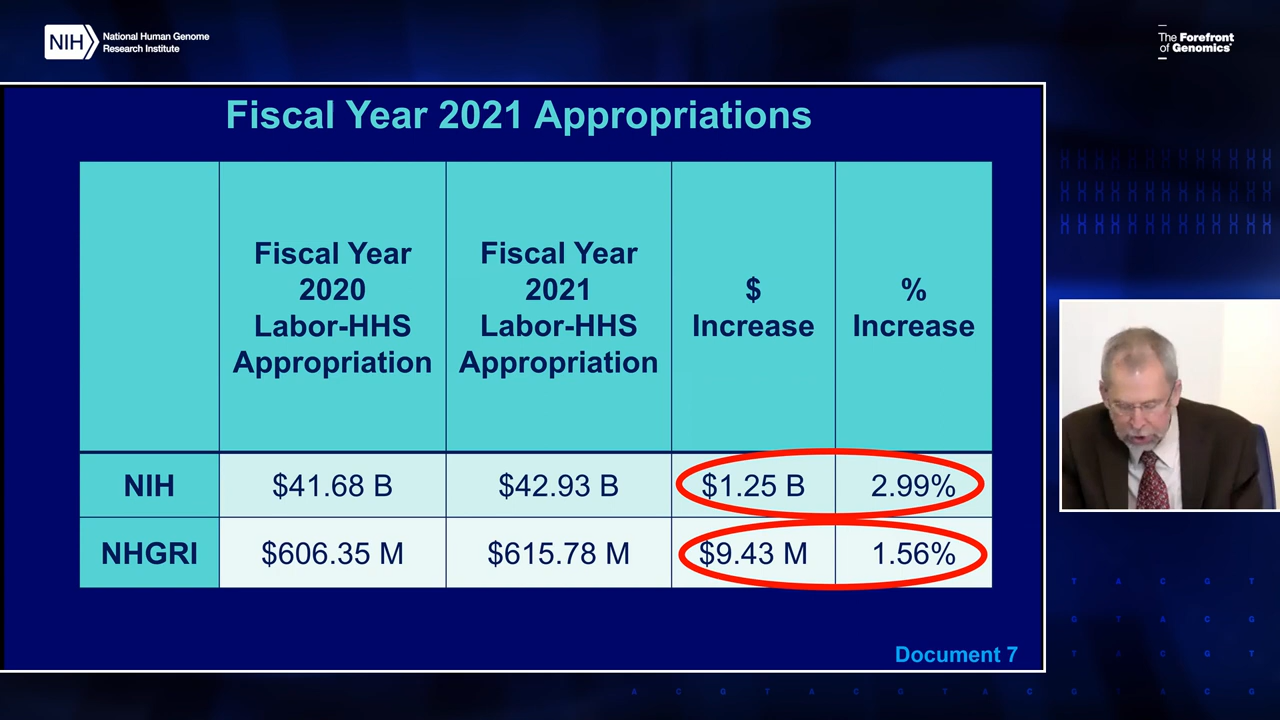 NIH
National Human Genome
Research Institute
The Forefront
of Genomics®
Fiscal Year 2021 Appropriations
Fiscal Year
2020
Labor-HHS
Appropriation
Fiscal Year
2021
Labor-HHS
Appropriation
$
Increase
%
Increase
NIH
$41.68 B
$42.93 B
$1.25 B
2.99%
NHGRI
$606.35 M
$615.78 M
$9.43 M
1.56%
Document 7
T A C G T
G T A C G
T A C G T
A C G T A C G T A C G T A C G